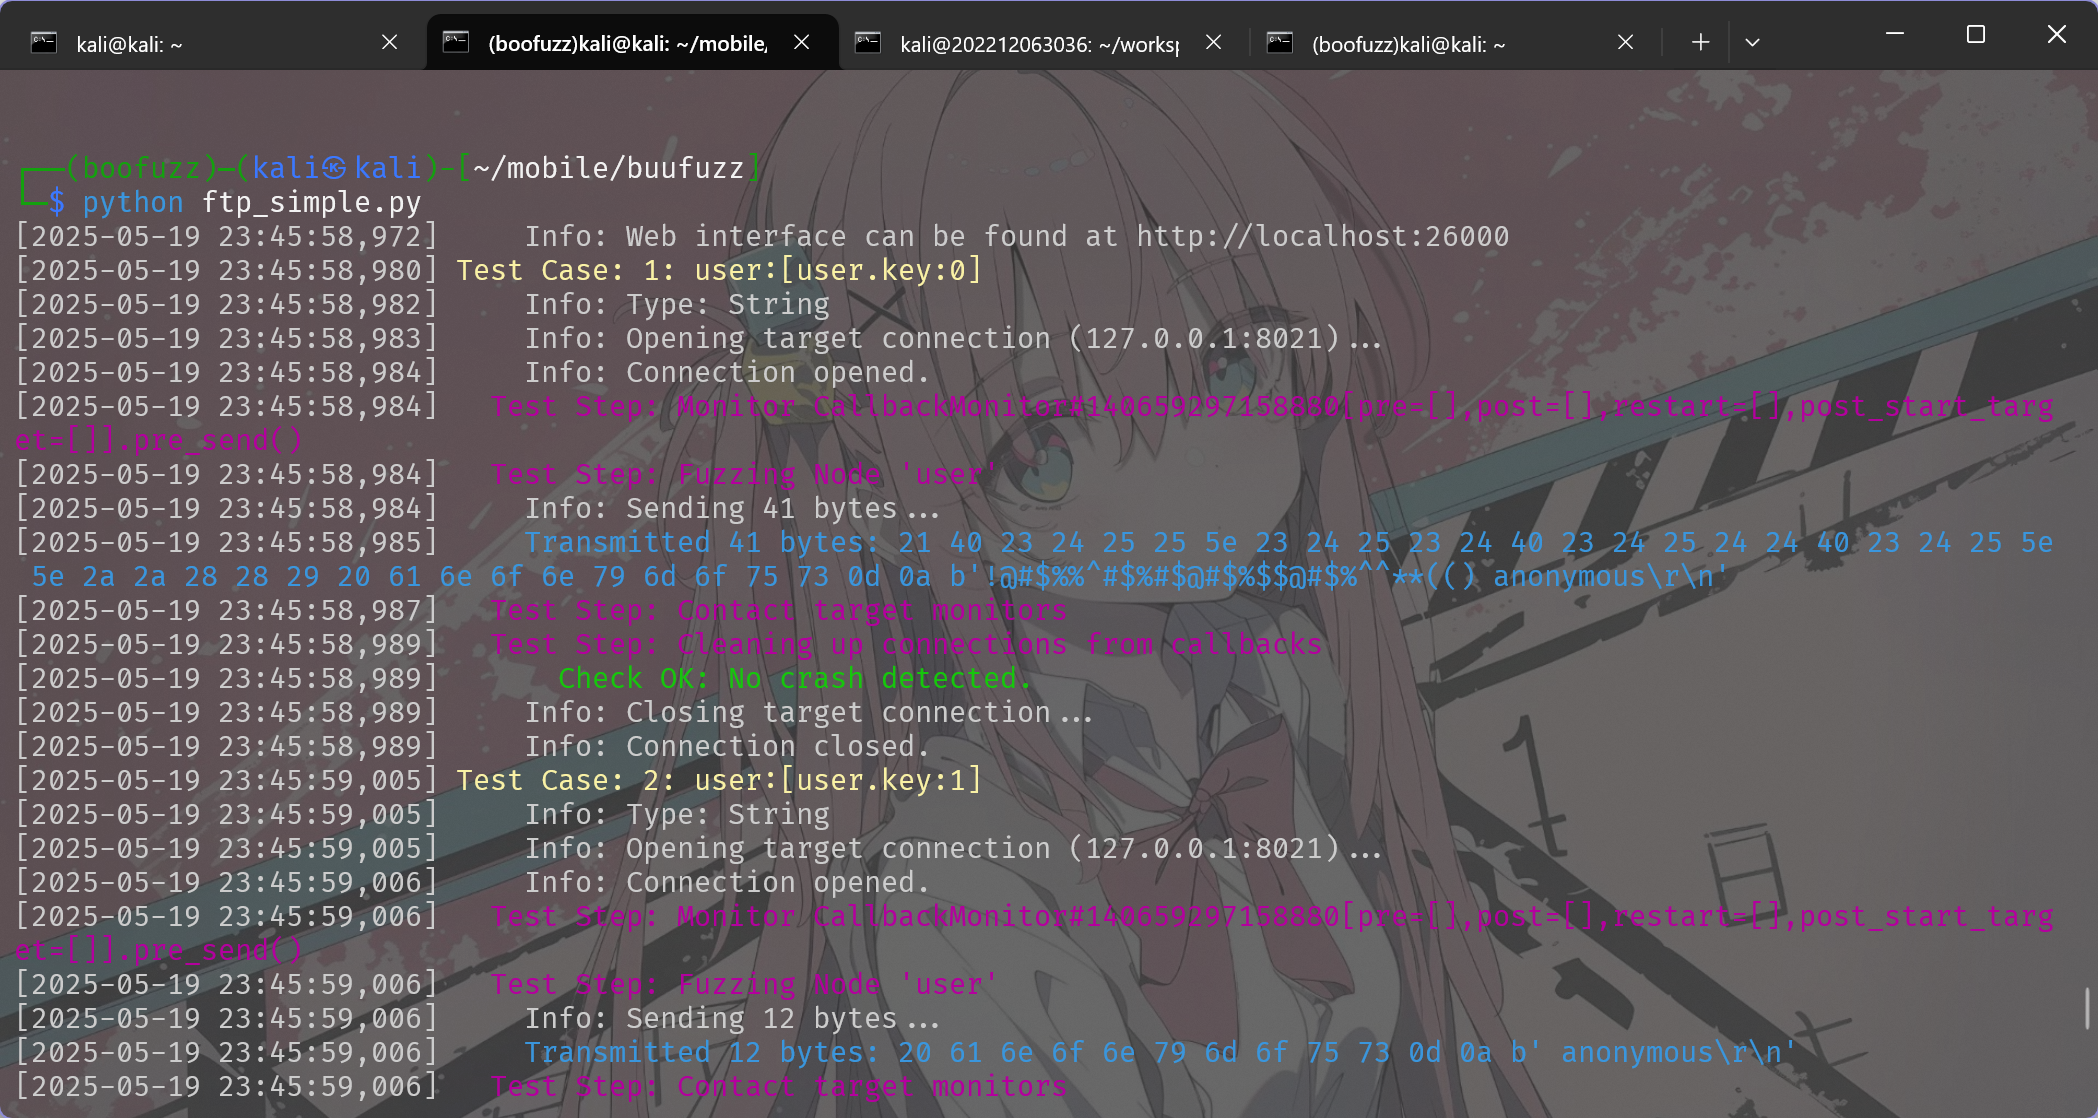 kali@kali: ~
(boofuzz)kali@kali: ~/mobile/
kali@202212063036: ~/worksp
(boofuzz)kali@kali: ~
┌──(boofuzz)─(kali㉿kali)-[~/mobile/buufuzz]
└─$ python ftp_simple.py
[2025-05-19 23:45:58,972]     Info: Web interface can be found at http://localhost:26000
[2025-05-19 23:45:58,980] Test Case: 1: user:[user.key:0]
[2025-05-19 23:45:58,982]     Info: Type: String
[2025-05-19 23:45:58,983]     Info: Opening target connection (127.0.0.1:8021)...
[2025-05-19 23:45:58,984]     Info: Connection opened.
[2025-05-19 23:45:58,984]   Test Step: Monitor CallbackMonitor#140659297158880[pre=[],post=[],restart=[],post_start_targ
et=[]].pre_send()
[2025-05-19 23:45:58,984]   Test Step: Fuzzing Node 'user'
[2025-05-19 23:45:58,984]     Info: Sending 41 bytes...
[2025-05-19 23:45:58,985]     Transmitted 41 bytes: 21 40 23 24 25 25 5e 23 24 25 23 24 40 23 24 25 24 24 40 23 24 25 5e
 5e 2a 2a 28 28 29 20 61 6e 6f 6e 79 6d 6f 75 73 0d 0a b'!@#$%%^#$%#$@#$%$$@#$%^^**(() anonymous\r\n'
[2025-05-19 23:45:58,987]   Test Step: Contact target monitors
[2025-05-19 23:45:58,989]   Test Step: Cleaning up connections from callbacks
[2025-05-19 23:45:58,989]       Check OK: No crash detected.
[2025-05-19 23:45:58,989]     Info: Closing target connection...
[2025-05-19 23:45:58,989]     Info: Connection closed.
[2025-05-19 23:45:59,005] Test Case: 2: user:[user.key:1]
[2025-05-19 23:45:59,005]     Info: Type: String
[2025-05-19 23:45:59,005]     Info: Opening target connection (127.0.0.1:8021)...
[2025-05-19 23:45:59,006]     Info: Connection opened.
[2025-05-19 23:45:59,006]   Test Step: Monitor CallbackMonitor#140659297158880[pre=[],post=[],restart=[],post_start_targ
et=[]].pre_send()
[2025-05-19 23:45:59,006]   Test Step: Fuzzing Node 'user'
[2025-05-19 23:45:59,006]     Info: Sending 12 bytes...
[2025-05-19 23:45:59,006]     Transmitted 12 bytes: 20 61 6e 6f 6e 79 6d 6f 75 73 0d 0a b' anonymous\r\n'
[2025-05-19 23:45:59,006]   Test Step: Contact target monitors